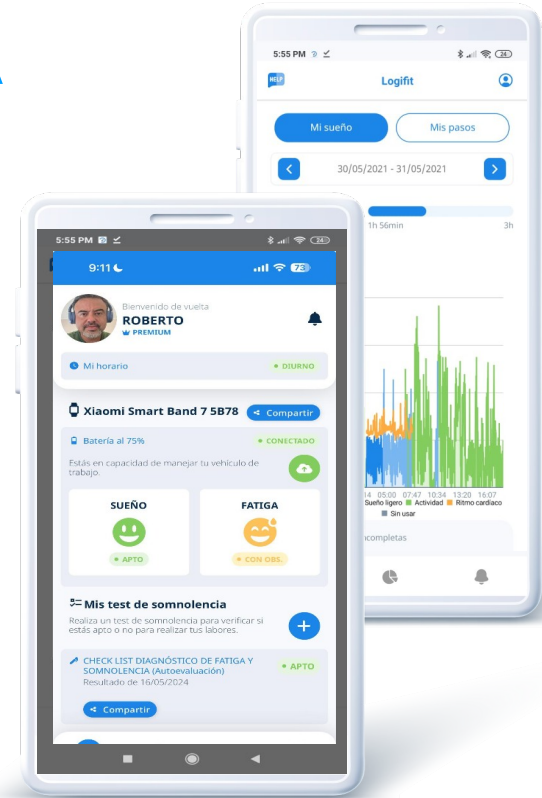 5:55 PM
24
HELP
Logifit
Mi sueño
Mis pasos
30/05/2021 - 31/05/2021
1h 56min
3h
14 05:00 07:47 10:34 13:20 16:07
Sueño ligero Actividad Ritmo cardíaco
Sin usar
completas
5:55 PM
24
9:11
73
Bienvenido de vuelta
ROBERTO
PREMIUM
Mi horario
DIURNO
Xiaomi Smart Band 7 5B78
Compartir
Batería al 75%
CONECTADO
Estás en capacidad de manejar tu vehículo de
trabajo.
SUEÑO
FATIGA
APTO
CON OBS.
Mis test de somnolencia
Realiza un test de somnolencia para verificar si
estás apto o no para realizar tus labores.
CHECK LIST DIAGNÓSTICO DE FATIGA Y
SOMNOLENCIA (Autoevaluación)
APTO
Resultado de 16/05/2024
Compartir